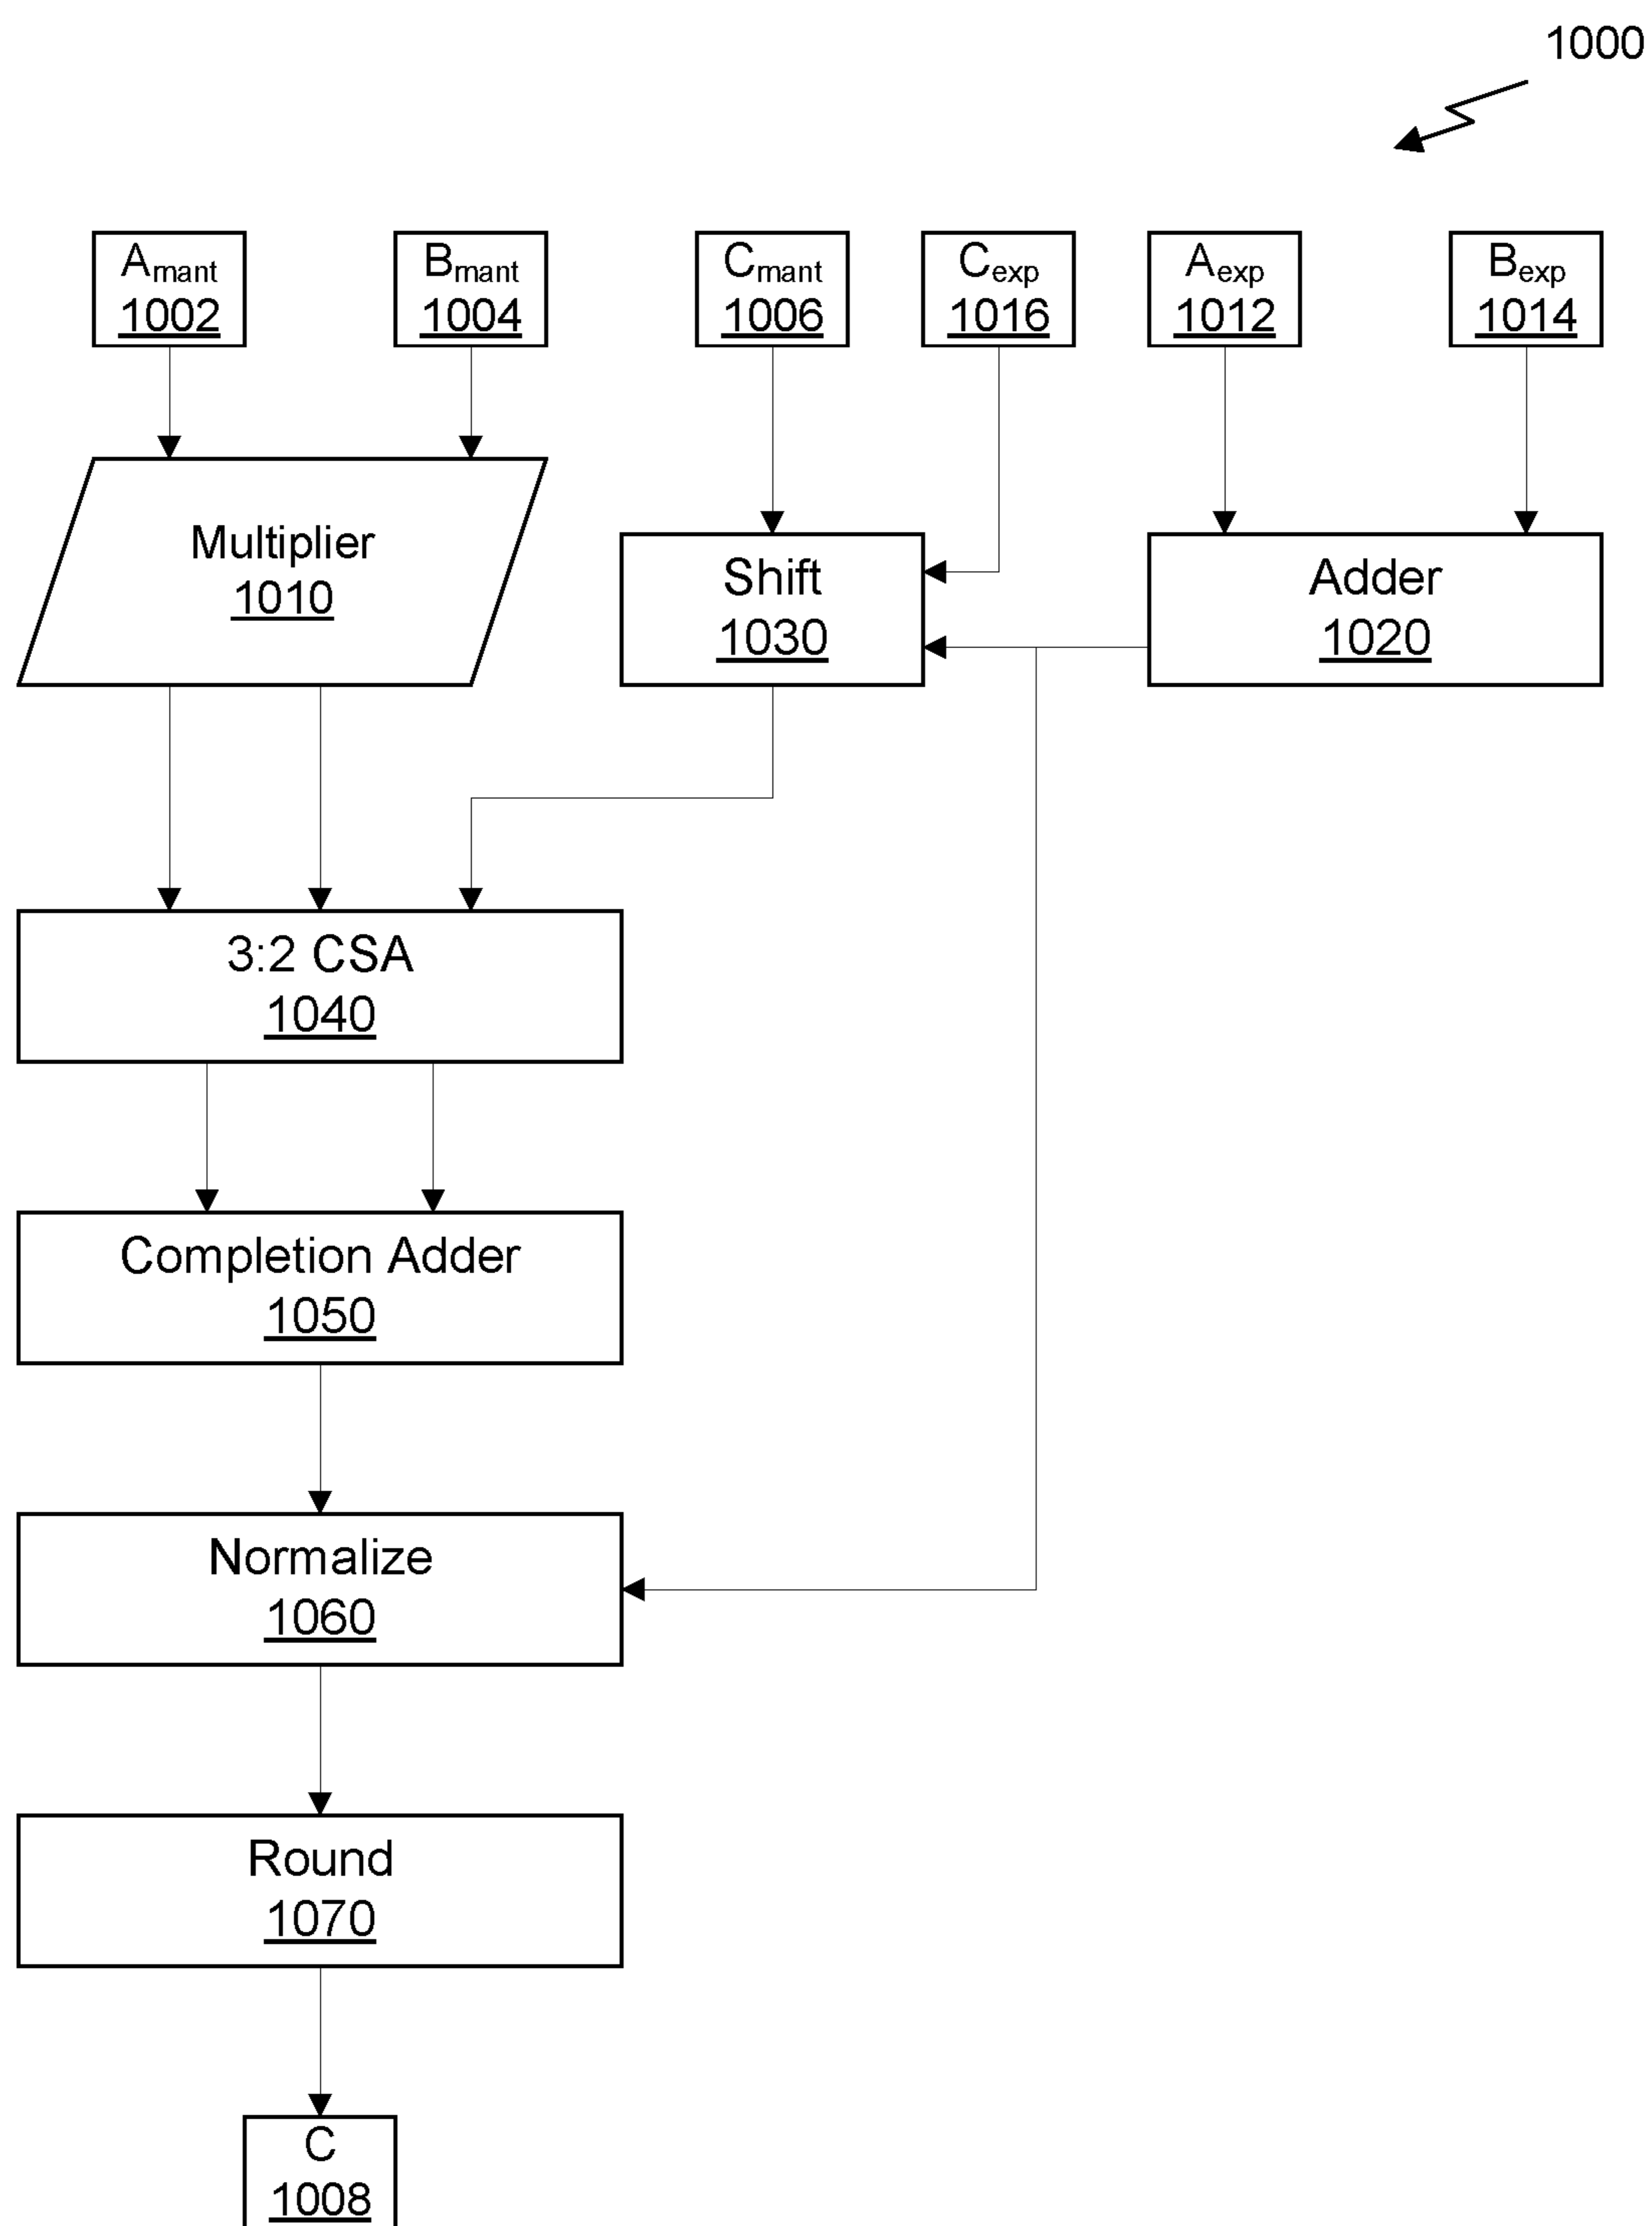 1000
Amant
1002
Bmant
1004
Cmant
1006
Cexp
1016
Aexp
1012
Bexp
1014
Multiplier
1010
Shift
1030
Adder
1020
3:2 CSA
1040
Completion Adder
1050
Normalize
1060
Round
1070
C
1008